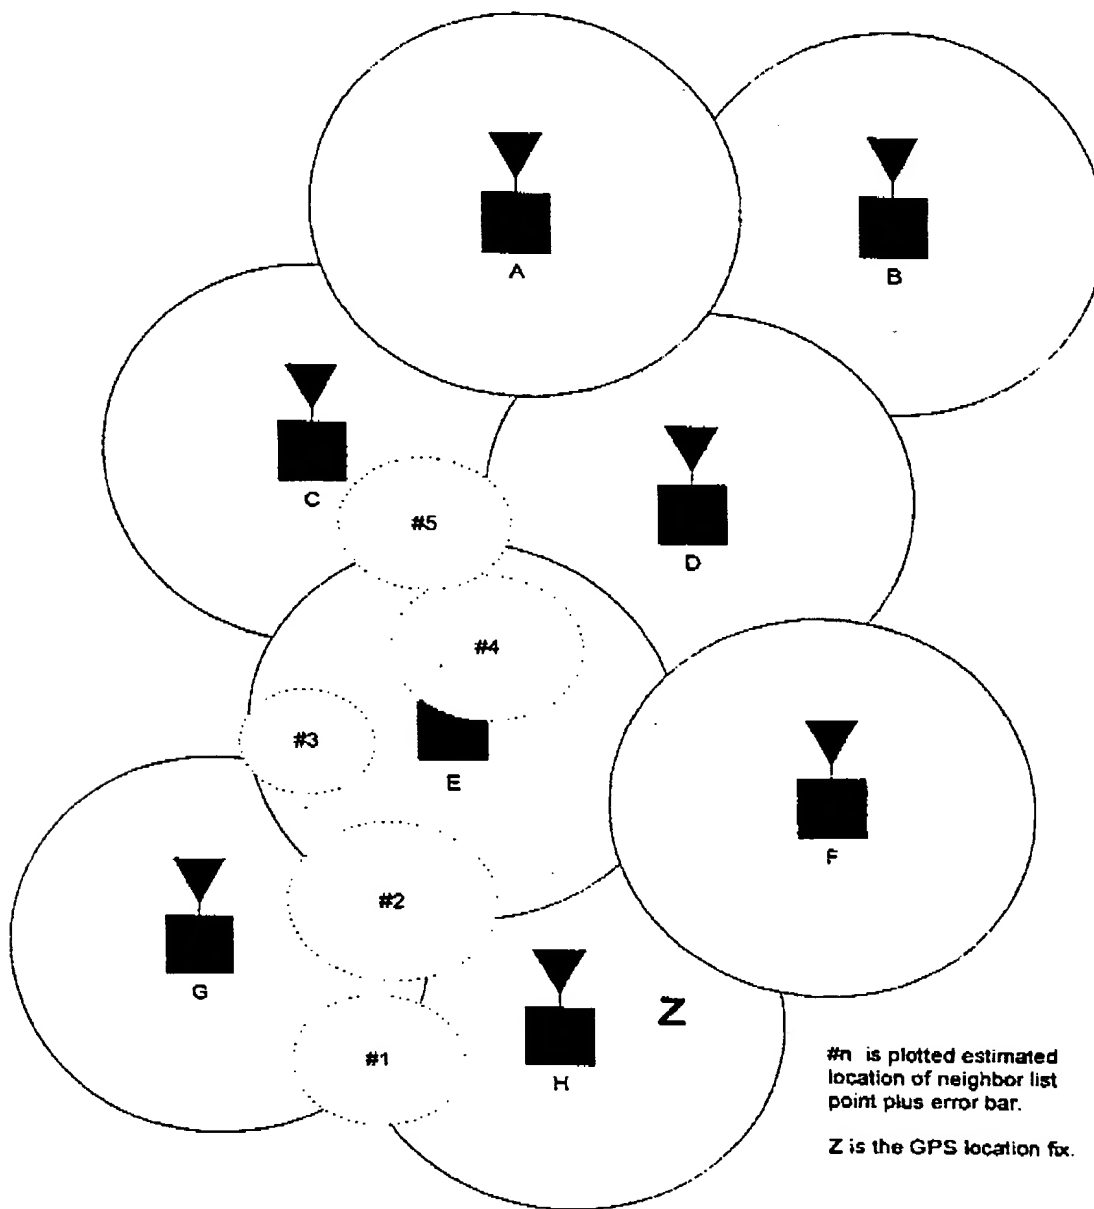 A
B
C
#5
D
#4
#3
E
F
#2
G
Z
#1
H
#n is plotted estimated
location of neighbor list
point plus error bar.
Z is the GPS location fix.